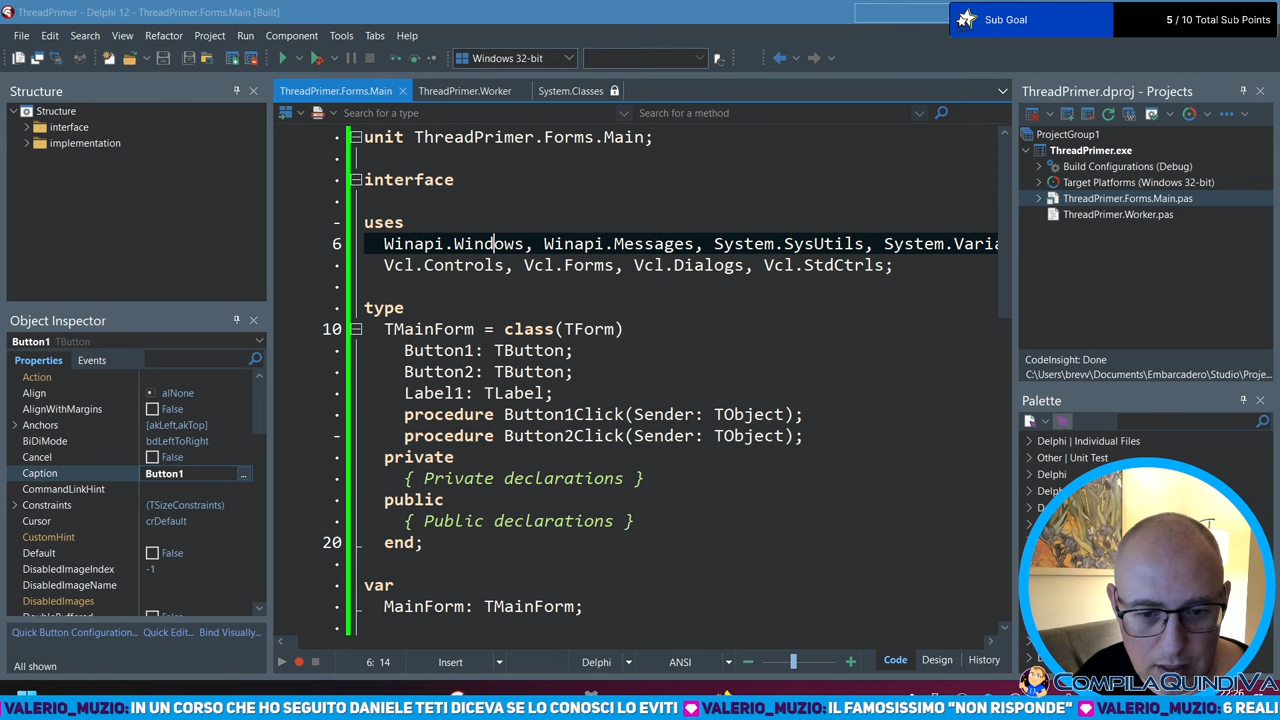 ThreadPrimer - Delphi 12 - ThreadPrimer.Forms.Main [Built]
Sub Goal
5 / 10 Total Sub Points
File Edit Search View Refactor Project Run Component Tools Tabs Help
Windows 32-bit
Structure
Structure
interface
implementation
Object Inspector
Button1 TButton
Properties Events
Action
Align alNone
AlignWithMargins False
Anchors [akLeft,akTop]
BiDiMode bdLeftToRight
Cancel False
Caption Button1 ...
CommandLinkHint
Constraints (TSizeConstraints)
Cursor crDefault
CustomHint
Default False
DisabledImageIndex -1
DisabledImageName
DisabledImages
Quick Button Configuration... Quick Edit... Bind Visually...
All shown
ThreadPrimer.Forms.Main ThreadPrimer.Worker System.Classes
Search for a type Search for a method
unit ThreadPrimer.Forms.Main;
interface
uses
6 Winapi.Windows, Winapi.Messages, System.SysUtils, System.Varia
Vcl.Controls, Vcl.Forms, Vcl.Dialogs, Vcl.StdCtrls;
type
10 TMainForm = class(TForm)
Button1: TButton;
Button2: TButton;
Label1: TLabel;
procedure Button1Click(Sender: TObject);
procedure Button2Click(Sender: TObject);
private
{ Private declarations }
public
{ Public declarations }
20 end;
var
MainForm: TMainForm;
6: 14 Insert Delphi ANSI Code Design History
ThreadPrimer.dproj - Projects
ProjectGroup1
ThreadPrimer.exe
Build Configurations (Debug)
Target Platforms (Windows 32-bit)
ThreadPrimer.Forms.Main.pas
ThreadPrimer.Worker.pas
CodeInsight: Done
C:\Users\brevv\Documents\Embarcadero\Studio\Proje...
Palette
Delphi | Individual Files
Other | Unit Test
Delphi
Delph
COMPILAQUINDIVA
22:26
VALERIO_MUZIO: IN UN CORSO CHE HO SEGUITO DANIELE TETI DICEVA SE LO CONOSCI LO EVITI VALERIO_MUZIO: IL FAMOSISSIMO "NON RISPONDE" VALERIO_MUZIO: 6 REALI